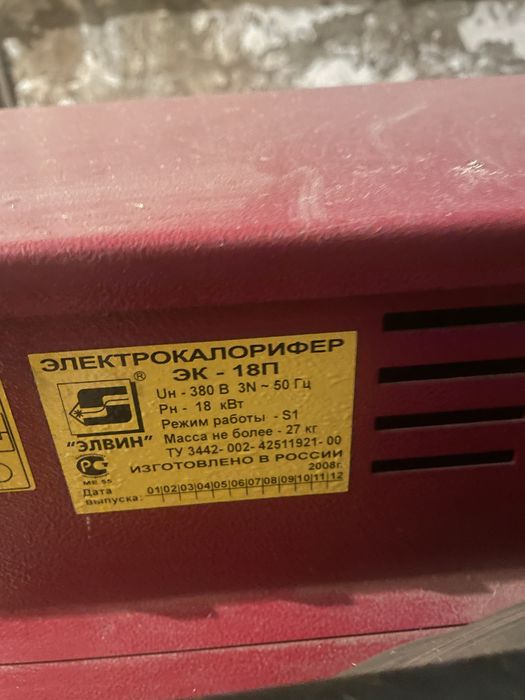 ЭЛЕКТРОКАЛОРИФЕР
ЭК - 18П
®
Uн - 380 В 3N ~ 50 Гц
Рн - 18 кВт
Режим работы - S1
"ЭЛВИН"
Масса не более - 27 кг
ТУ 3442- 002- 42511921- 00
ИЗГОТОВЛЕНО В РОССИИ
2008г.
МЕ 55
Дата
выпуска:
01|02|03|04|05|06|07|08|09|10|11|12